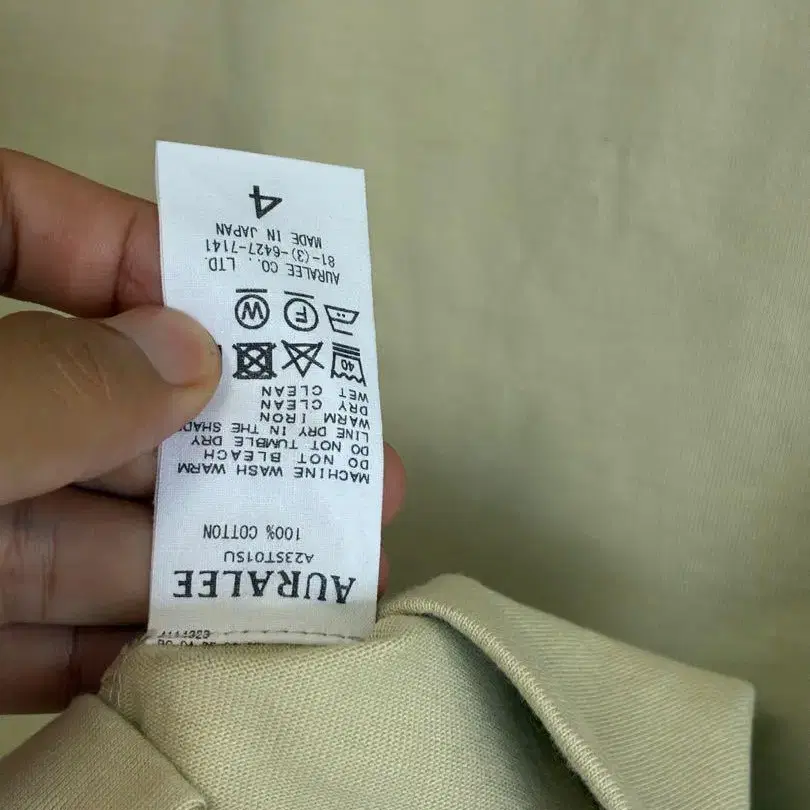 AURALEE
A23ST01SU
100% COTTON
MACHINE WASH WARM
DO NOT BLEACH
DO NOT TUMBLE DRY
LINE DRY IN THE SHADE
WARM IRON
DRY CLEAN
WET CLEAN
40
F W
AURALEE CO., LTD.
81-(3)-6427-7141
MADE IN JAPAN
4